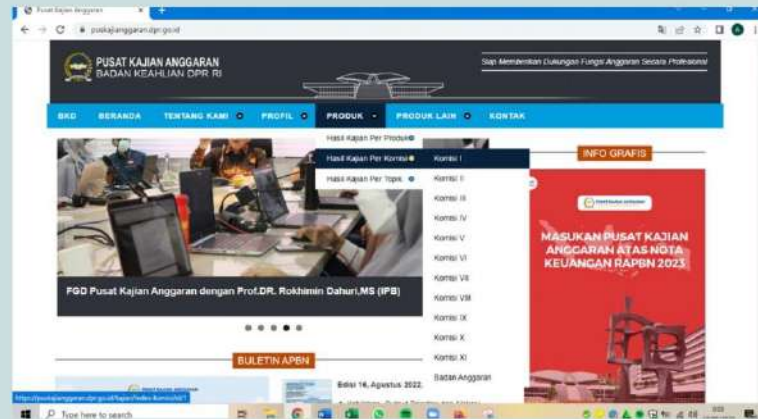 Pusat Kajian Anggaran
puskajianggaran.dpr.go.id
PUSAT KAJIAN ANGGARAN
BADAN KEAHLIAN DPR RI
Siap Memberikan Dukungan Fungsi Anggaran Secara Profesional
BKD BERANDA TENTANG KAMI PROFIL PRODUK PRODUK LAIN KONTAK
Hasil Kajian Per Produk
Hasil Kajian Per Komisi
Hasil Kajian Per Topik
Komisi I
Komisi II
Komisi III
Komisi IV
Komisi V
Komisi VI
Komisi VII
Komisi VIII
Komisi IX
Komisi X
Komisi XI
Badan Anggaran
FGD Pusat Kajian Anggaran dengan Prof.DR. Rokhimin Dahuri,MS (IPB)
INFO GRAFIS
MASUKAN PUSAT KAJIAN
ANGGARAN ATAS NOTA
KEUANGAN RAPBN 2023
BULETIN APBN
Edisi 16, Agustus 2022.
Type here to search